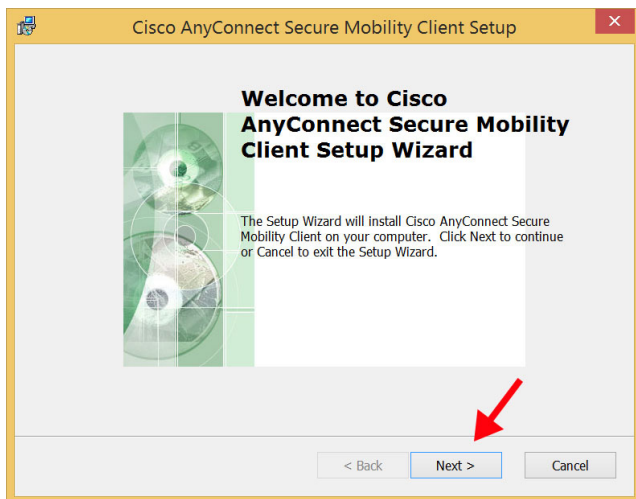 Cisco AnyConnect Secure Mobility Client Setup
Welcome to Cisco
AnyConnect Secure Mobility
Client Setup Wizard
The Setup Wizard will install Cisco AnyConnect Secure
Mobility Client on your computer. Click Next to continue
or Cancel to exit the Setup Wizard.
< Back Next > Cancel